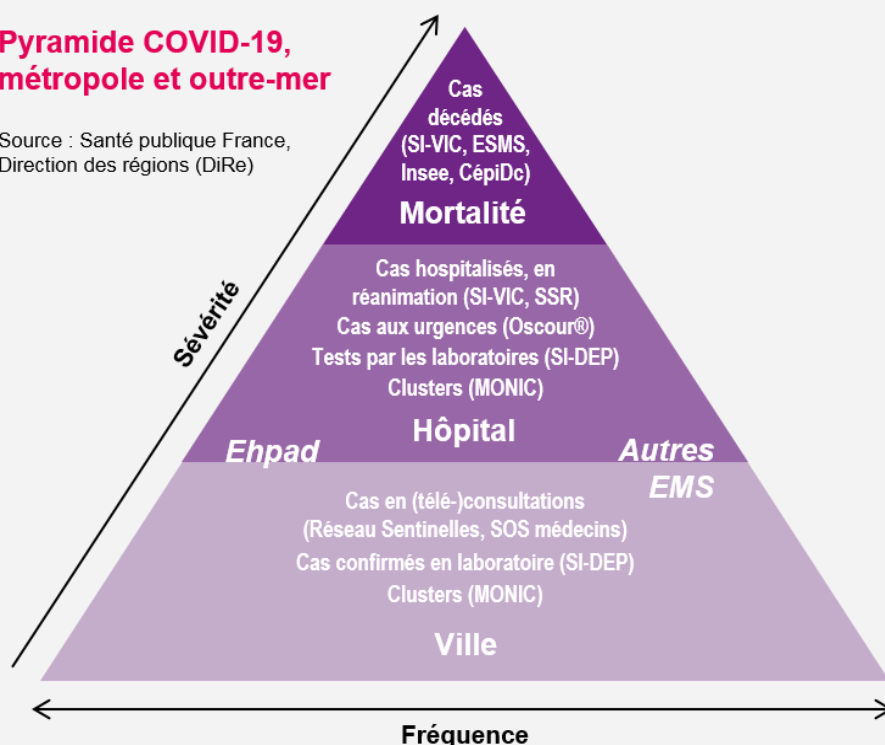 Pyramide COVID-19,
métropole et outre-mer
Source : Santé publique France,
Direction des régions (DiRe)
Sévérité
Cas
décédés
(SI-VIC, ESMS,
Insee, CépiDc)
Mortalité
Cas hospitalisés, en
réanimation (SI-VIC, SSR)
Cas aux urgences (Oscour®)
Tests par les laboratoires (SI-DEP)
Clusters (MONIC)
Hôpital
Ehpad
Autres
EMS
Cas en (télé-)consultations
(Réseau Sentinelles, SOS médecins)
Cas confirmés en laboratoire (SI-DEP)
Clusters (MONIC)
Ville
Fréquence